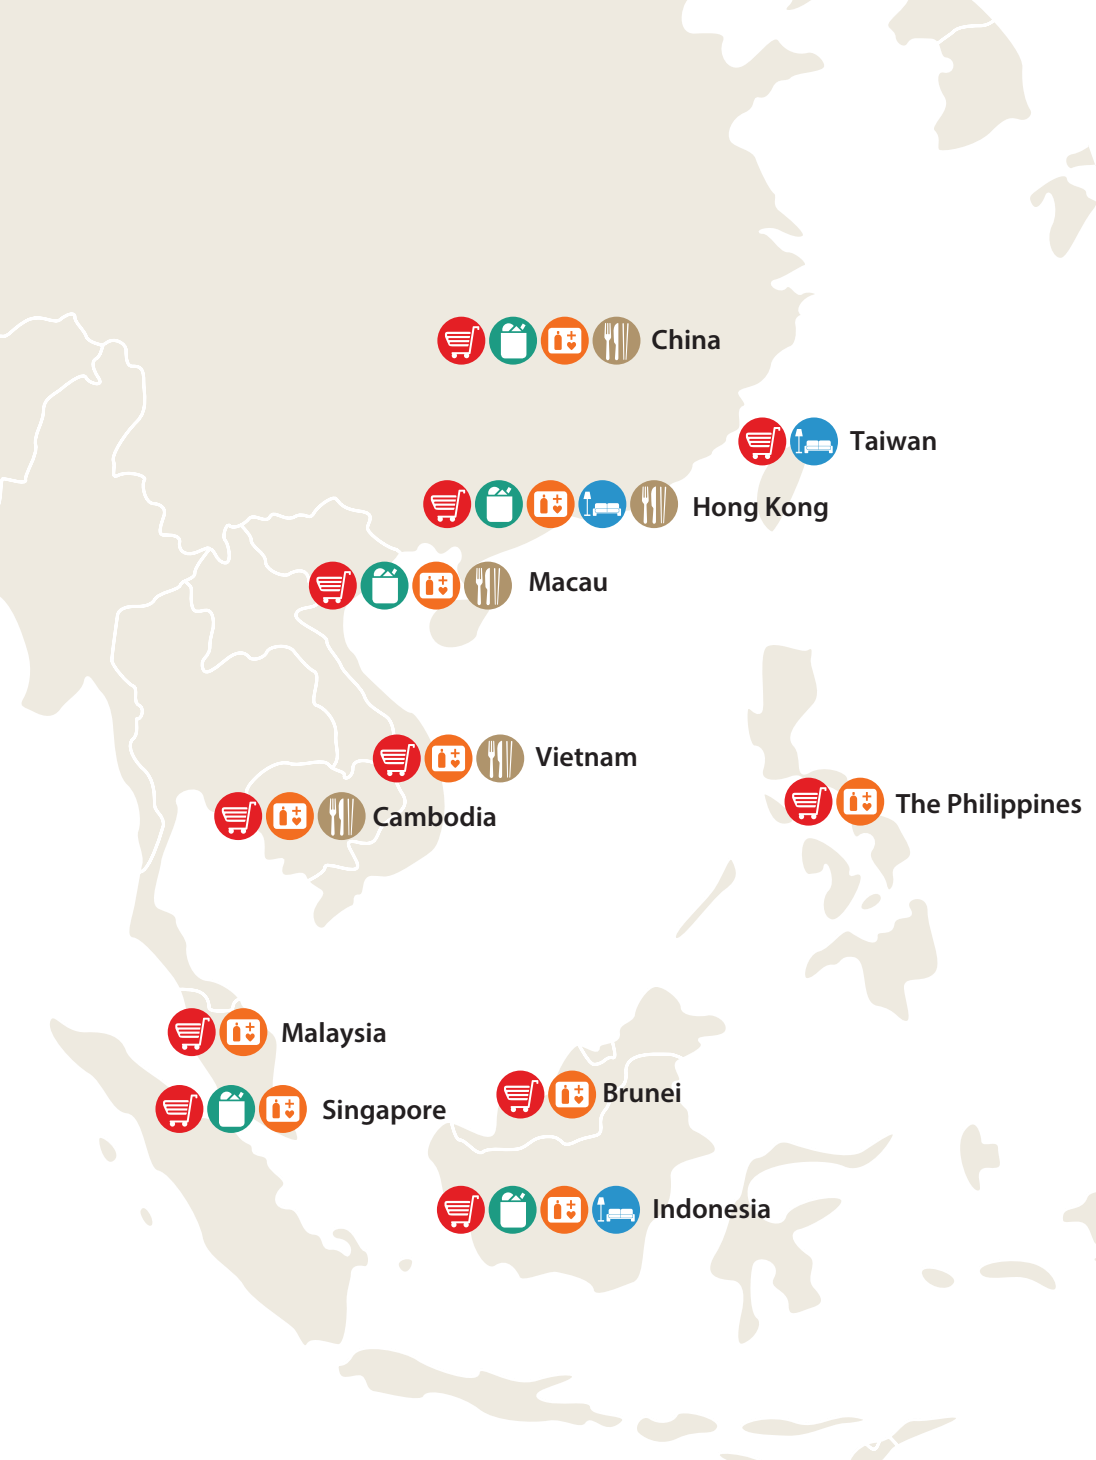 China
Taiwan
Hong Kong
Macau
Vietnam
The Philippines
Cambodia
Malaysia
Brunei
Singapore
Indonesia